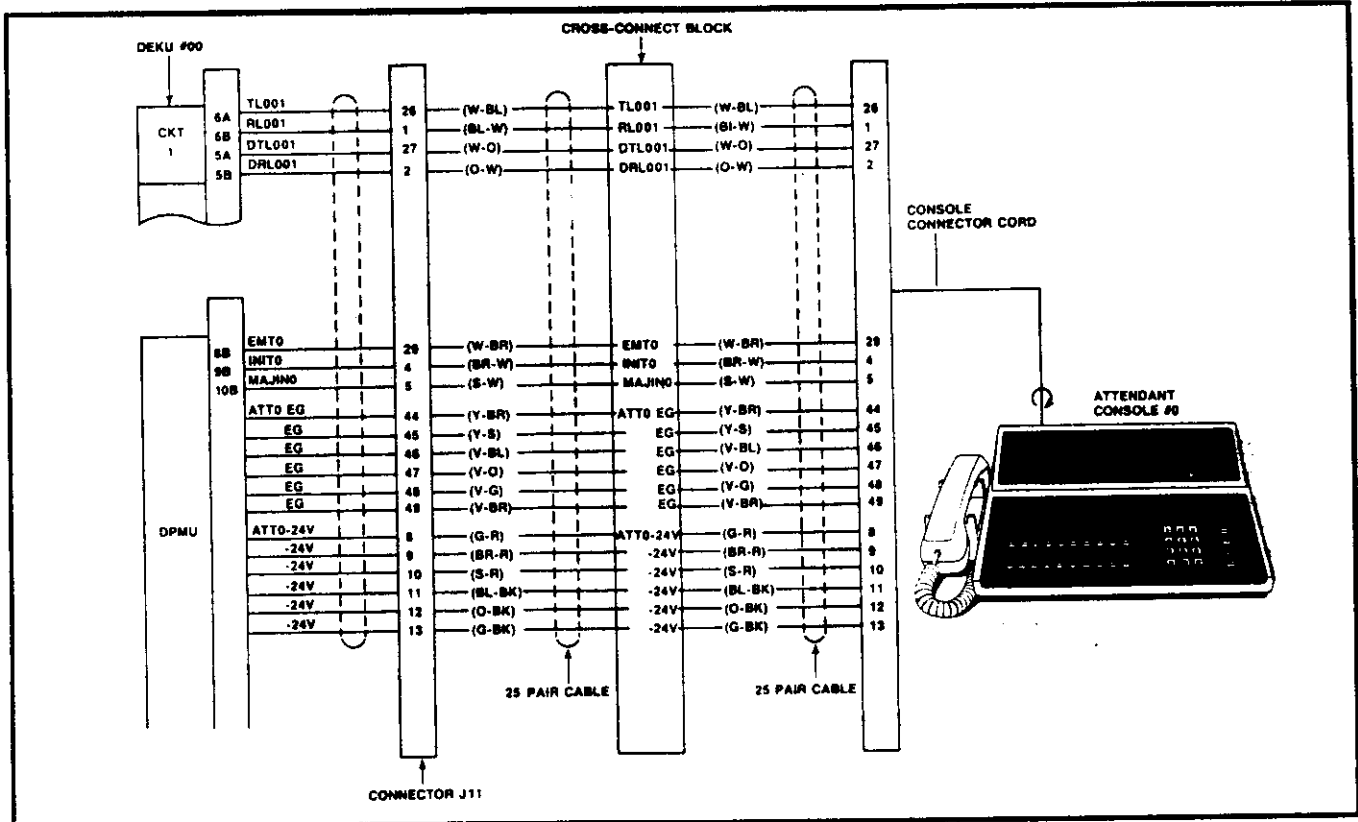 CROSS-CONNECT BLOCK
DEKU #00
CKT
1
6A TL001 26 (W-BL) TL001 (W-BL) 26
6B RL001 1 (BL-W) RL001 (Bl-W) 1
5A DTL001 27 (W-O) DTL001 (W-O) 27
5B DRL001 2 (O-W) DRL001 (O-W) 2
CONSOLE
CONNECTOR CORD
8B EMT0 29 (W-BR) EMT0 (W-BR) 29
9B INIT0 4 (BR-W) INIT0 (BR-W) 4
10B MAJIN0 5 (S-W) MAJIN0 (S-W) 5
ATT0 EG 44 (Y-BR) ATT0 EG (Y-BR) 44
EG 45 (Y-S) EG (Y-S) 45
EG 46 (V-BL) EG (V-BL) 46
EG 47 (V-O) EG (V-O) 47
EG 48 (V-G) EG (V-G) 48
EG 49 (V-BR) EG (V-BR) 49
ATTENDANT
CONSOLE #0
DPMU
ATT0-24V 8 (G-R) ATT0-24V (G-R) 8
-24V 9 (BR-R) -24V (BR-R) 9
-24V 10 (S-R) -24V (S-R) 10
-24V 11 (BL-BK) -24V (BL-BK) 11
-24V 12 (O-BK) -24V (O-BK) 12
-24V 13 (G-BK) -24V (G-BK) 13
25 PAIR CABLE
25 PAIR CABLE
CONNECTOR J11